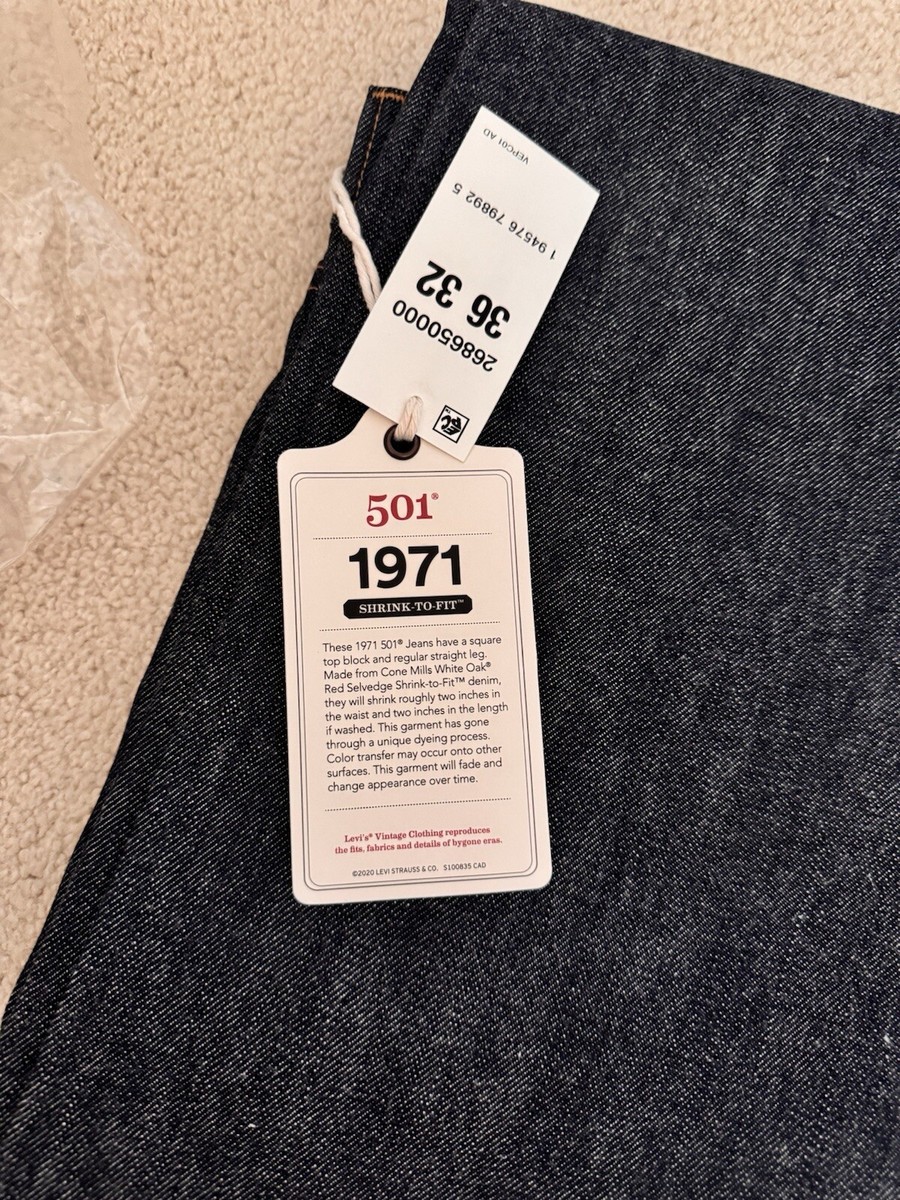 VEPC01 AD
1 94576 79892 5
36 32
268650000
501®
1971
SHRINK-TO-FIT™
These 1971 501® Jeans have a square
top block and regular straight leg.
Made from Cone Mills White Oak®
Red Selvedge Shrink-to-Fit™ denim,
they will shrink roughly two inches in
the waist and two inches in the length
if washed. This garment has gone
through a unique dyeing process.
Color transfer may occur onto other
surfaces. This garment will fade and
change appearance over time.
Levi's® Vintage Clothing reproduces
the fits, fabrics and details of bygone eras.
©2020 LEVI STRAUSS & CO. S100835 CAD